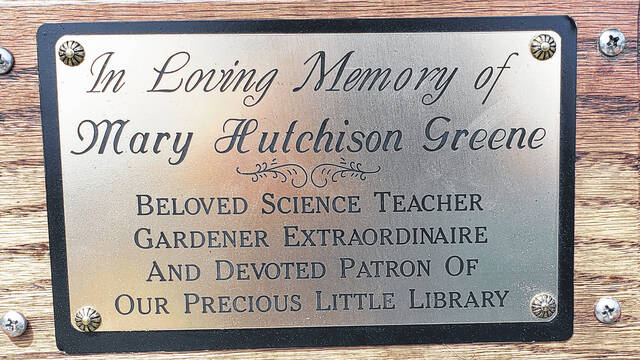 In Loving Memory of
Mary Hutchison Greene
BELOVED SCIENCE TEACHER
GARDENER EXTRAORDINAIRE
AND DEVOTED PATRON OF
OUR PRECIOUS LITTLE LIBRARY